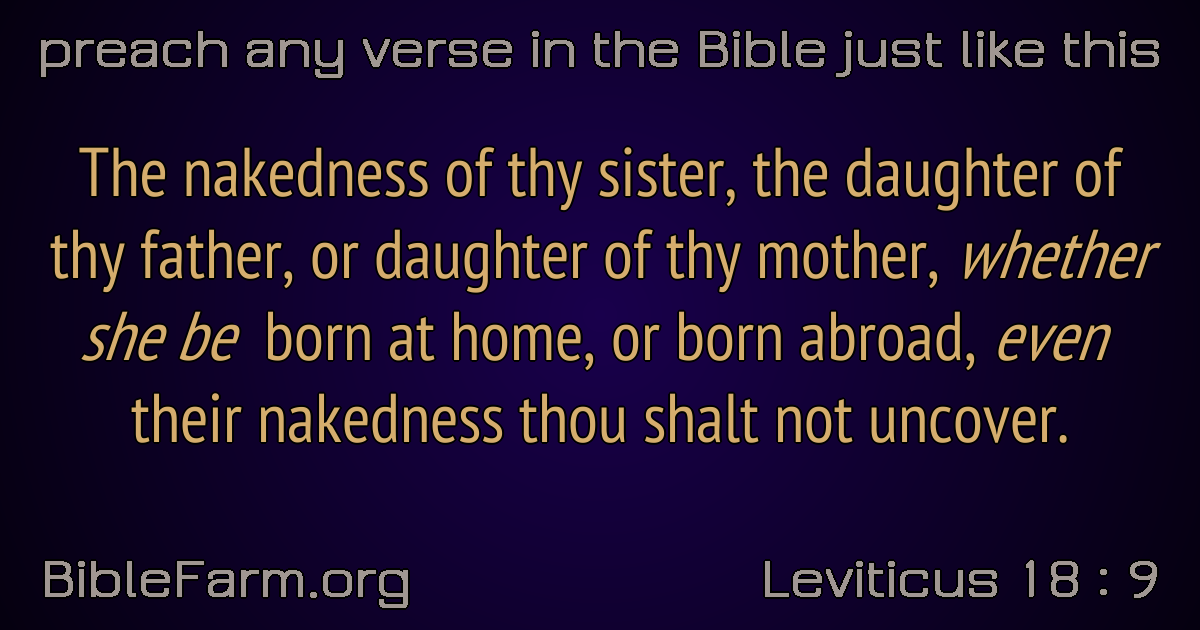 preach any verse in the Bible just like this
The nakedness of thy sister, the daughter of
thy father, or daughter of thy mother, whether
she be born at home, or born abroad, even
their nakedness thou shalt not uncover.
BibleFarm.org
Leviticus 18 : 9